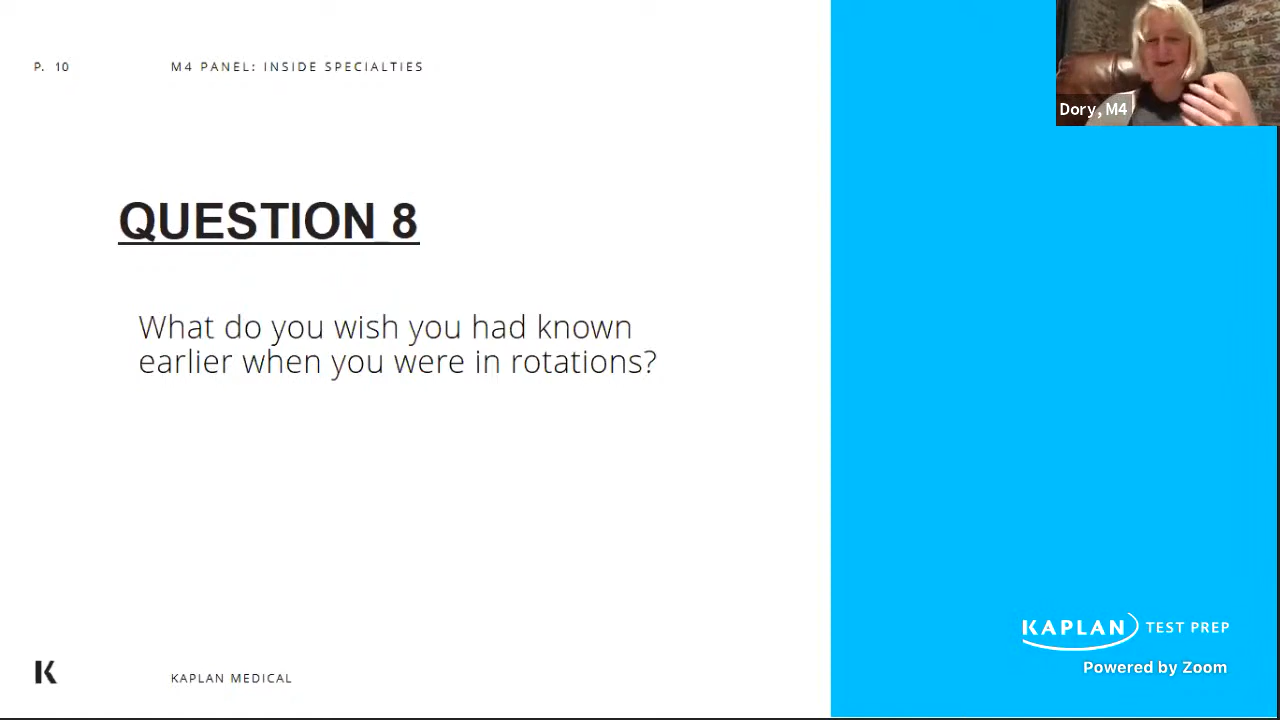 P. 10
M4 PANEL: INSIDE SPECIALTIES
Dory, M4
QUESTION 8
What do you wish you had known
earlier when you were in rotations?
KAPLAN TEST PREP
Powered by Zoom
K
KAPLAN MEDICAL